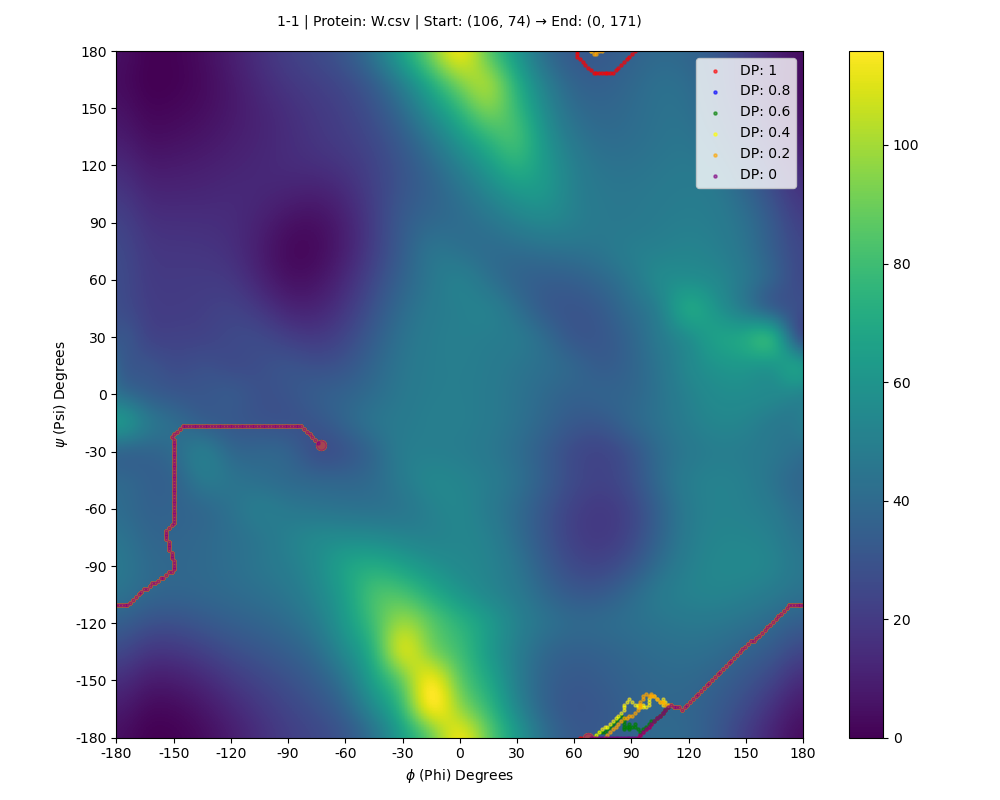 1-1 | Protein: W.csv | Start: (106, 74) → End: (0, 171)
DP: 1
DP: 0.8
DP: 0.6
DP: 0.4
DP: 0.2
DP: 0
180
150
120
90
60
30
0
-30
-60
-90
-120
-150
-180
ψ (Psi) Degrees
-180 -150 -120 -90 -60 -30 0 30 60 90 120 150 180
ϕ (Phi) Degrees
100
80
60
40
20
0